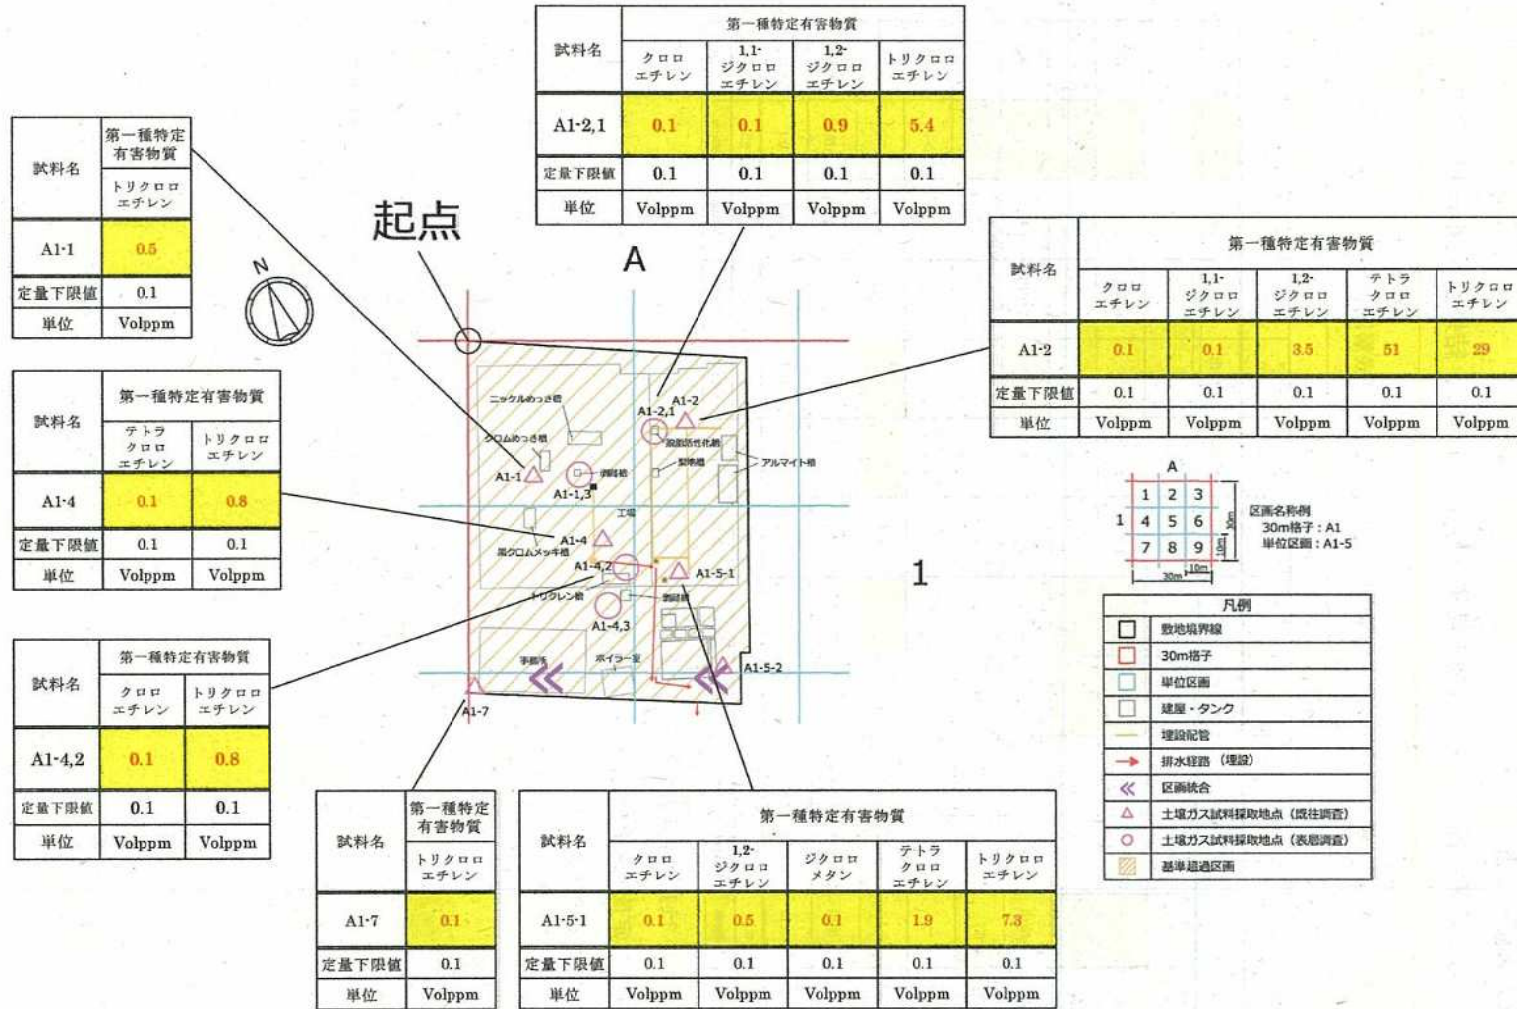 試料名
第一種特定有害物質
クロロエチレン
1,1-ジクロロエチレン
1,2-ジクロロエチレン
トリクロロエチレン
A1-2,1 0.1 0.1 0.9 5.4
定量下限値 0.1 0.1 0.1 0.1
単位 Volppm Volppm Volppm Volppm
試料名
第一種特定
有害物質
トリクロロ
エチレン
A1-1 0.5
定量下限値 0.1
単位 Volppm
起点
N
A
試料名
第一種特定有害物質
クロロエチレン
1,1-ジクロロエチレン
1,2-ジクロロエチレン
テトラクロロエチレン
トリクロロエチレン
A1-2 0.1 0.1 3.5 51 29
定量下限値 0.1 0.1 0.1 0.1 0.1
単位 Volppm Volppm Volppm Volppm Volppm
試料名
第一種特定有害物質
テトラクロロエチレン
トリクロロエチレン
A1-4 0.1 0.8
定量下限値 0.1 0.1
単位 Volppm Volppm
ニッケルめっき槽
クロムめっき槽
A1-2
A1-2,1
脱脂活性化槽
アルマイト槽
A1-1
剥離槽
A1-1,3
工場
黒クロムメッキ槽
A1-4
A1-4,2
A1-5-1
トリクレン槽
剥離槽
A1-4,3
事務所
ボイラー室
A1-5-2
A1-7
1
A
1 2 3
1 4 5 6
7 8 9
30m
10m
10m
30m
区画名称例
30m格子:A1
単位区画:A1-5
凡例
敷地境界線
30m格子
単位区画
建屋・タンク
埋設配管
排水経路(埋設)
区画統合
土壌ガス試料採取地点(既往調査)
土壌ガス試料採取地点(表層調査)
基準超過区画
試料名
第一種特定有害物質
クロロエチレン
トリクロロエチレン
A1-4,2 0.1 0.8
定量下限値 0.1 0.1
単位 Volppm Volppm
試料名
第一種特定
有害物質
トリクロロ
エチレン
A1-7 0.1
定量下限値 0.1
単位 Volppm
試料名
第一種特定有害物質
クロロエチレン
1,2-ジクロロエチレン
ジクロロメタン
テトラクロロエチレン
トリクロロエチレン
A1-5-1 0.1 0.5 0.1 1.9 7.3
定量下限値 0.1 0.1 0.1 0.1 0.1
単位 Volppm Volppm Volppm Volppm Volppm